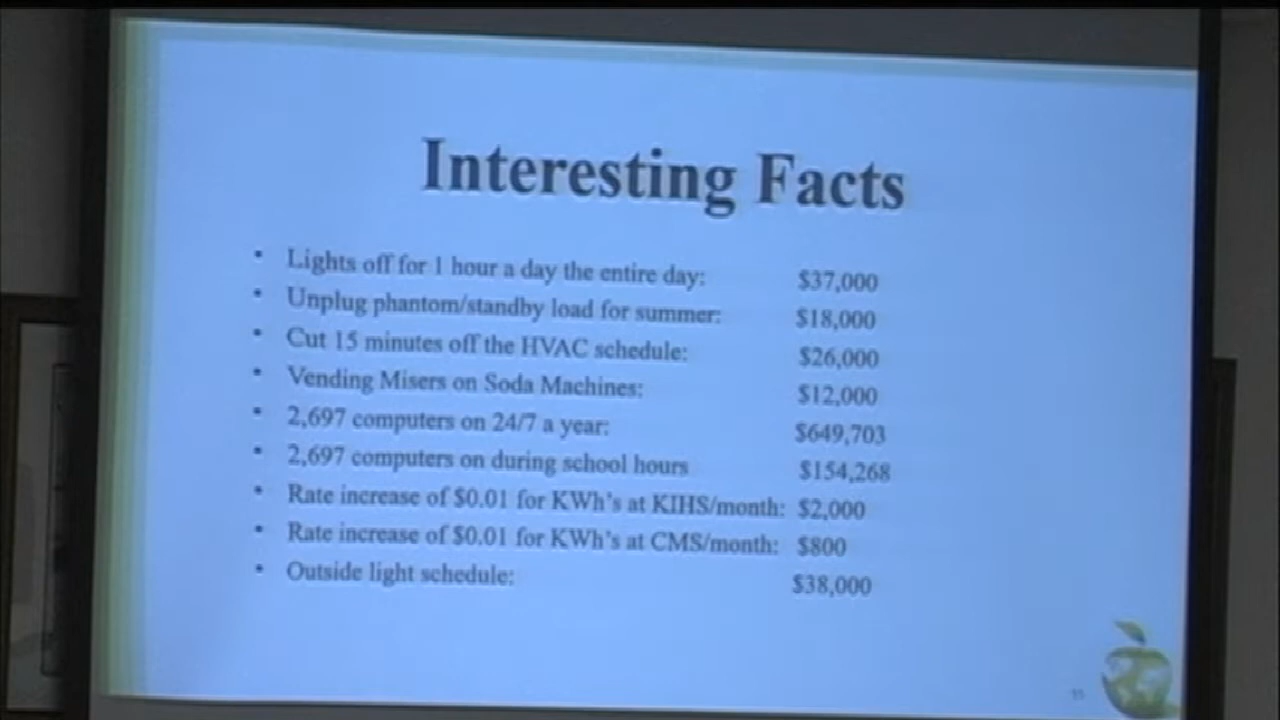 Interesting Facts
• Lights off for 1 hour a day the entire day: $37,000
• Unplug phantom/standby load for summer: $18,000
• Cut 15 minutes off the HVAC schedule: $26,000
• Vending Misers on Soda Machines: $12,000
• 2,697 computers on 24/7 a year: $649,703
• 2,697 computers on during school hours $154,268
• Rate increase of $0.01 for KWh's at KIHS/month: $2,000
• Rate increase of $0.01 for KWh's at CMS/month: $800
• Outside light schedule: $38,000